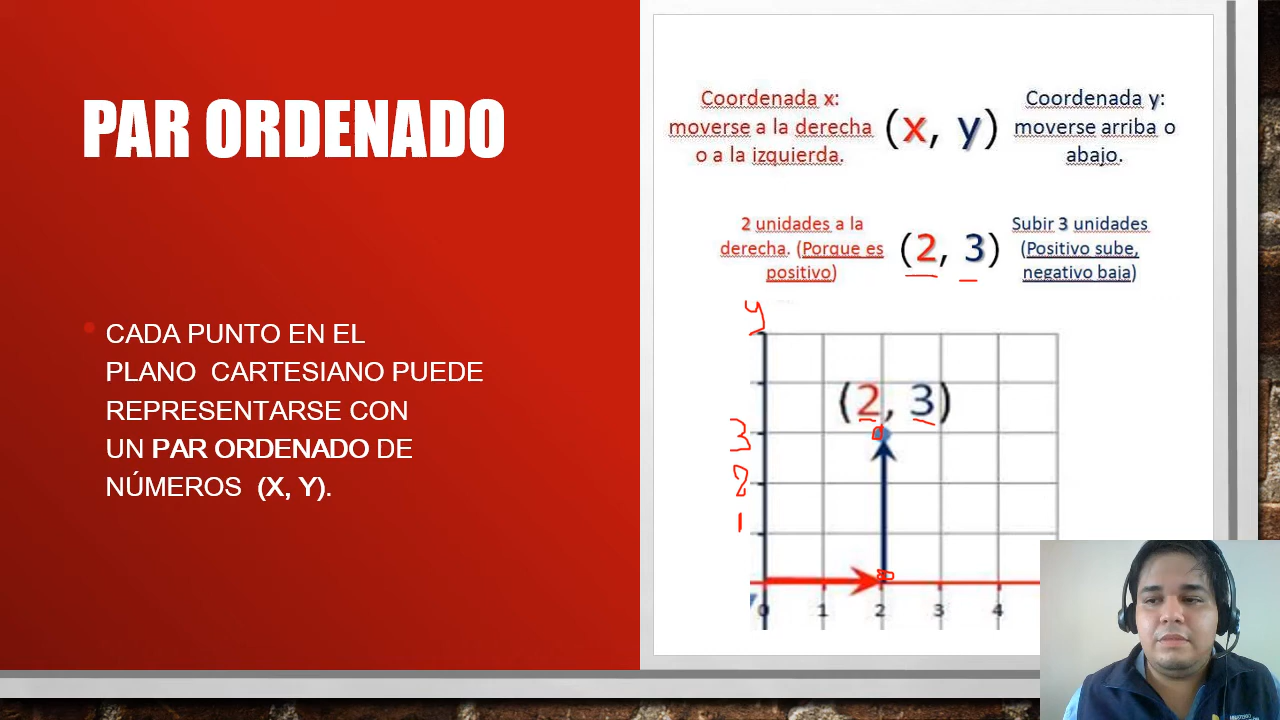 PAR ORDENADO
CADA PUNTO EN EL
PLANO CARTESIANO PUEDE
REPRESENTARSE CON
UN PAR ORDENADO DE
NÚMEROS (X, Y).
Coordenada x:
moverse a la derecha
o a la izquierda.
(x, y)
Coordenada y:
moverse arriba o
abajo.
2 unidades a la
derecha. (Porque es
positivo)
(2, 3)
Subir 3 unidades
(Positivo sube,
negativo baja)
y
(2, 3)
3
2
1
0 1 2 3 4